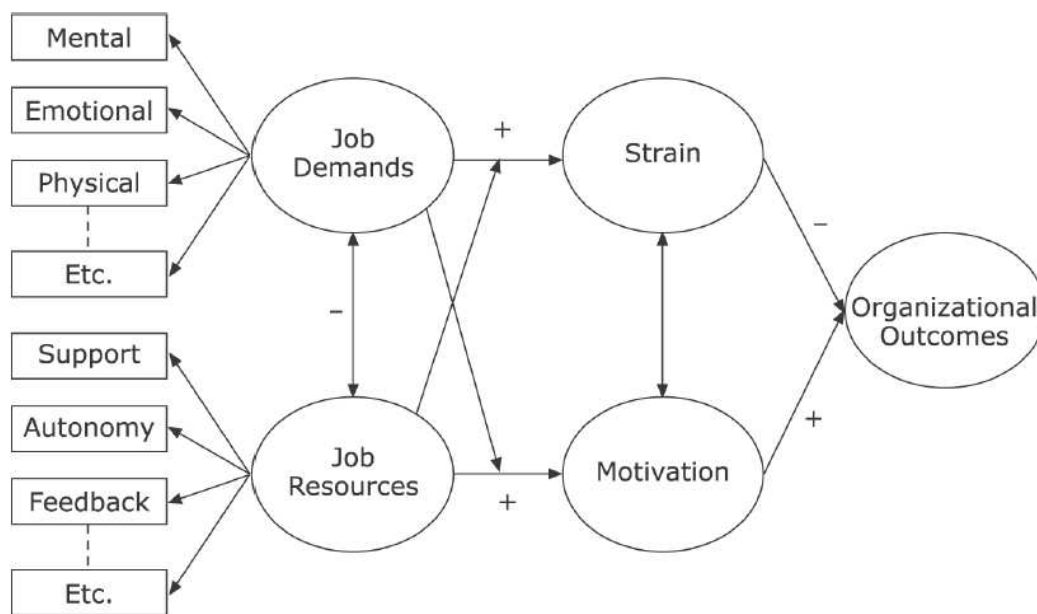 Mental
Emotional
Physical
Etc.
Support
Autonomy
Feedback
Etc.
Job
Demands
−
Job
Resources
+
+
Strain
Motivation
−
+
Organizational
Outcomes